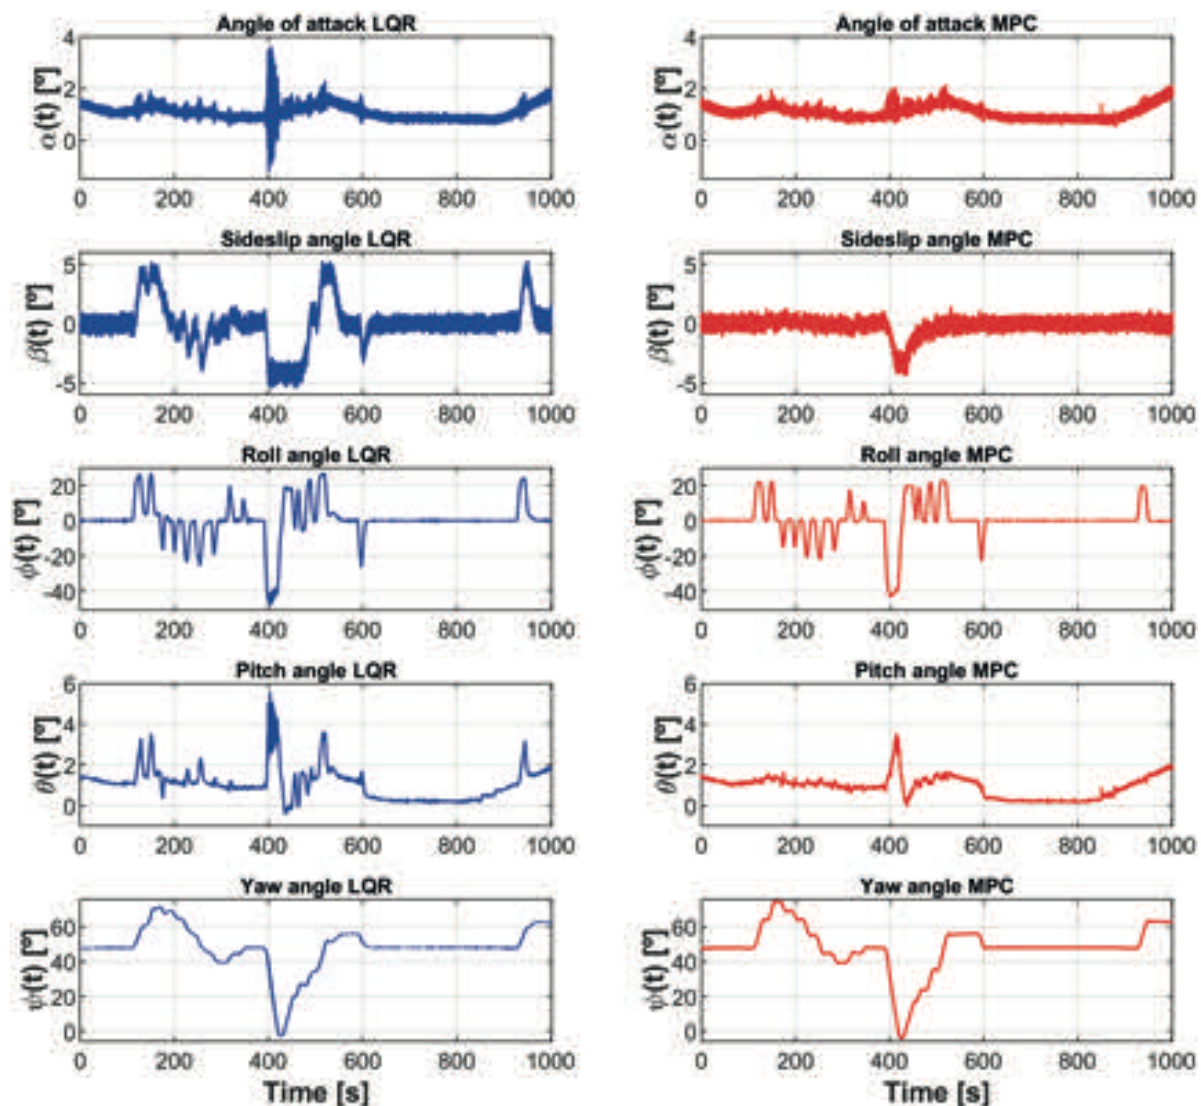 Angle of attack LQR
Angle of attack MPC
α(t) [º]
4
2
0
0 200 400 600 800 1000
α(t) [º]
4
2
0
0 200 400 600 800 1000
Sideslip angle LQR
Sideslip angle MPC
β(t) [º]
5
0
-5
0 200 400 600 800 1000
β(t) [º]
5
0
-5
0 200 400 600 800 1000
Roll angle LQR
Roll angle MPC
ϕ(t) [º]
20
0
-20
-40
0 200 400 600 800 1000
ϕ(t) [º]
20
0
-20
-40
0 200 400 600 800 1000
Pitch angle LQR
Pitch angle MPC
θ(t) [º]
6
4
2
0
0 200 400 600 800 1000
θ(t) [º]
6
4
2
0
0 200 400 600 800 1000
Yaw angle LQR
Yaw angle MPC
ψ(t) [º]
60
40
20
0
0 200 400 600 800 1000
ψ(t) [º]
60
40
20
0
0 200 400 600 800 1000
Time [s]
Time [s]